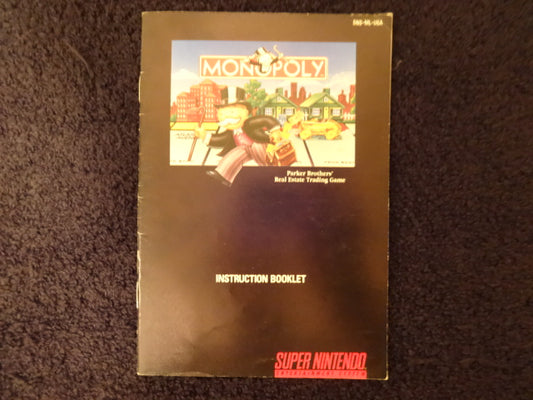 SNS-ML-USA
MONOPOLY
Parker Brothers'
Real Estate Trading Game
INSTRUCTION BOOKLET
SUPER NINTENDO
ENTERTAINMENT SYSTEM